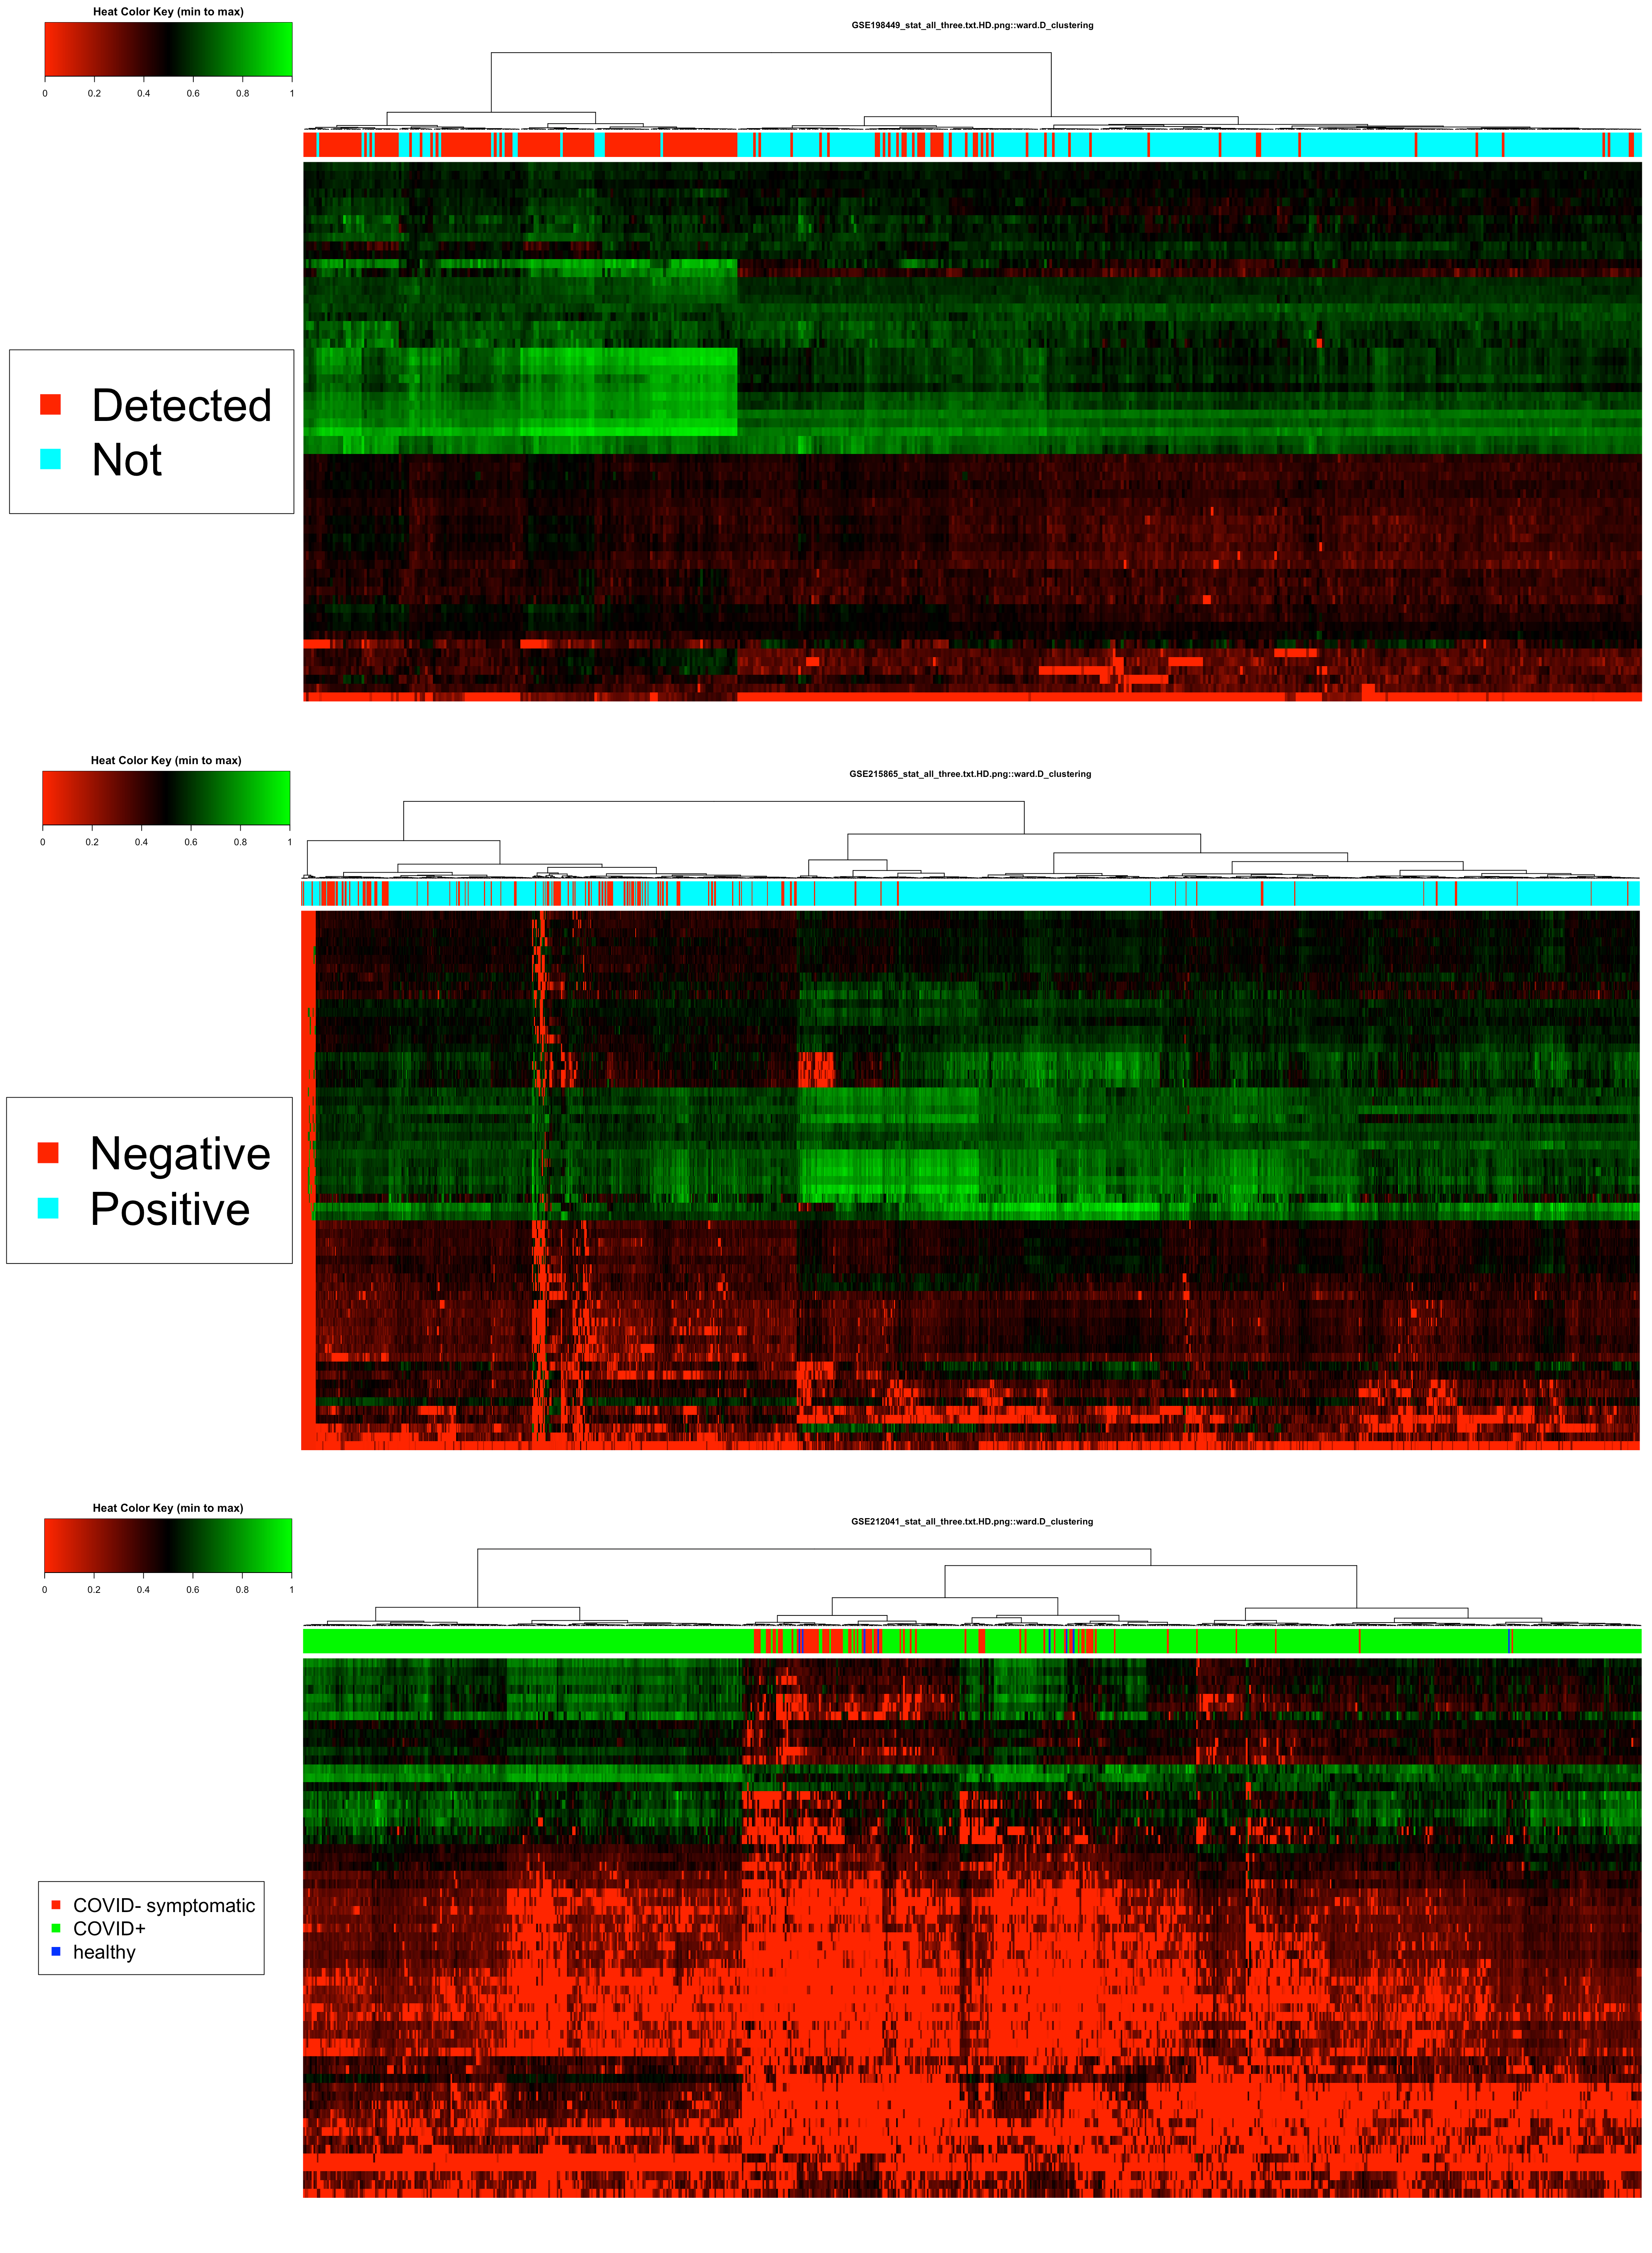 Heat Color Key (min to max)
0 0.2 0.4 0.6 0.8 1
GSE198449_stat_all_three.txt.HD.png::ward.D_clustering
Detected
Not
Heat Color Key (min to max)
0 0.2 0.4 0.6 0.8 1
GSE215865_stat_all_three.txt.HD.png::ward.D_clustering
Negative
Positive
Heat Color Key (min to max)
0 0.2 0.4 0.6 0.8 1
GSE212041_stat_all_three.txt.HD.png::ward.D_clustering
COVID- symptomatic
COVID+
healthy